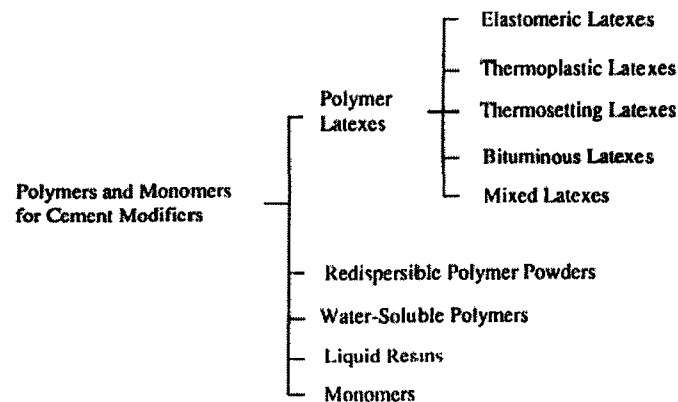 Elastomeric Latexes
Thermoplastic Latexes
Polymer
Latexes
Thermosetting Latexes
Bituminous Latexes
Mixed Latexes
Polymers and Monomers
for Cement Modifiers
Redispersible Polymer Powders
Water-Soluble Polymers
Liquid Resins
Monomers